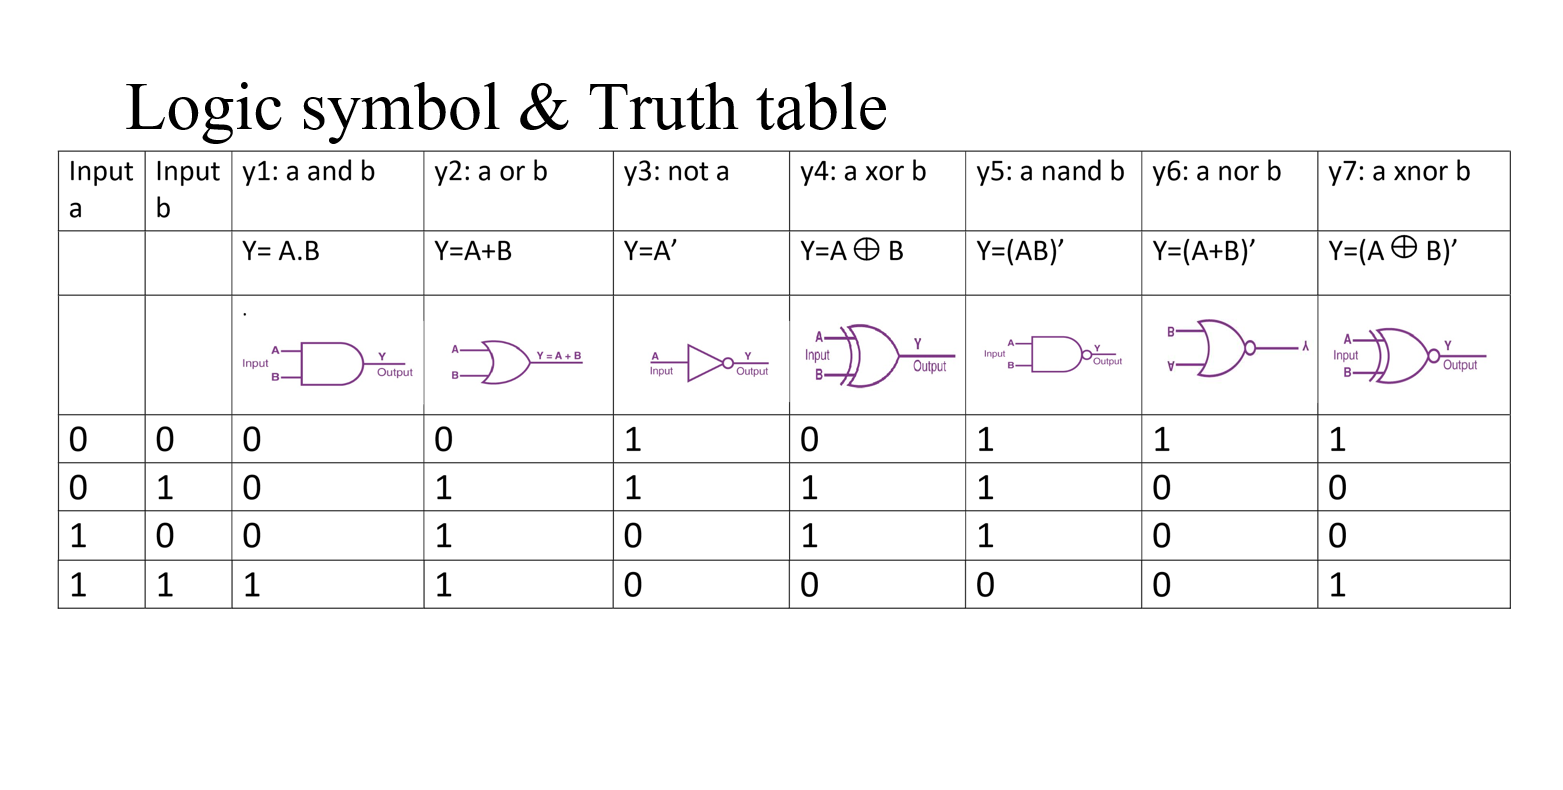 Logic symbol & Truth table
Input a
Input b
y1: a and b
y2: a or b
y3: not a
y4: a xor b
y5: a nand b
y6: a nor b
y7: a xnor b
Y= A.B
Y=A+B
Y=A’
Y=A ⊕ B
Y=(AB)’
Y=(A+B)’
Y=(A ⊕ B)’
.
A
Input
B
Y
Output
A
B
Y = A + B
A
Input
Y
Output
A
Input
B
Y
Output
A
Input
B
Y
Output
B
A
Y
A
Input
B
Y
Output
0 0 0 0 1 0 1 1 1
0 1 0 1 1 1 1 0 0
1 0 0 1 0 1 1 0 0
1 1 1 1 0 0 0 0 1